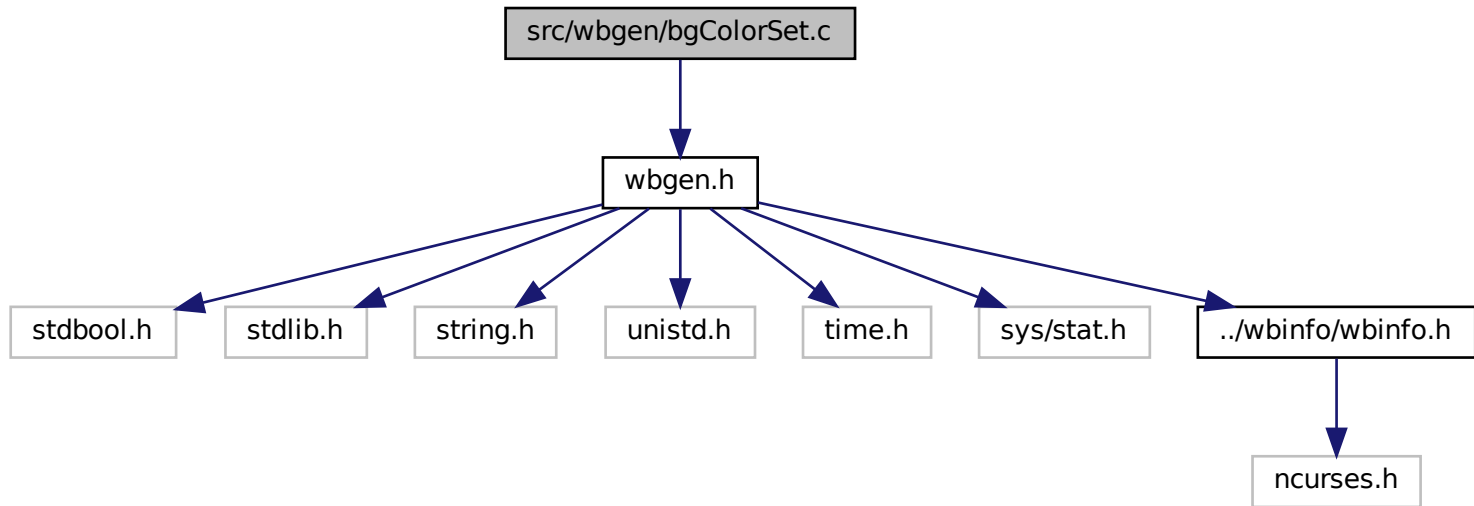 src/wbgen/bgColorSet.c
wbgen.h
stdbool.h
stdlib.h
string.h
unistd.h
time.h
sys/stat.h
../wbinfo/wbinfo.h
ncurses.h